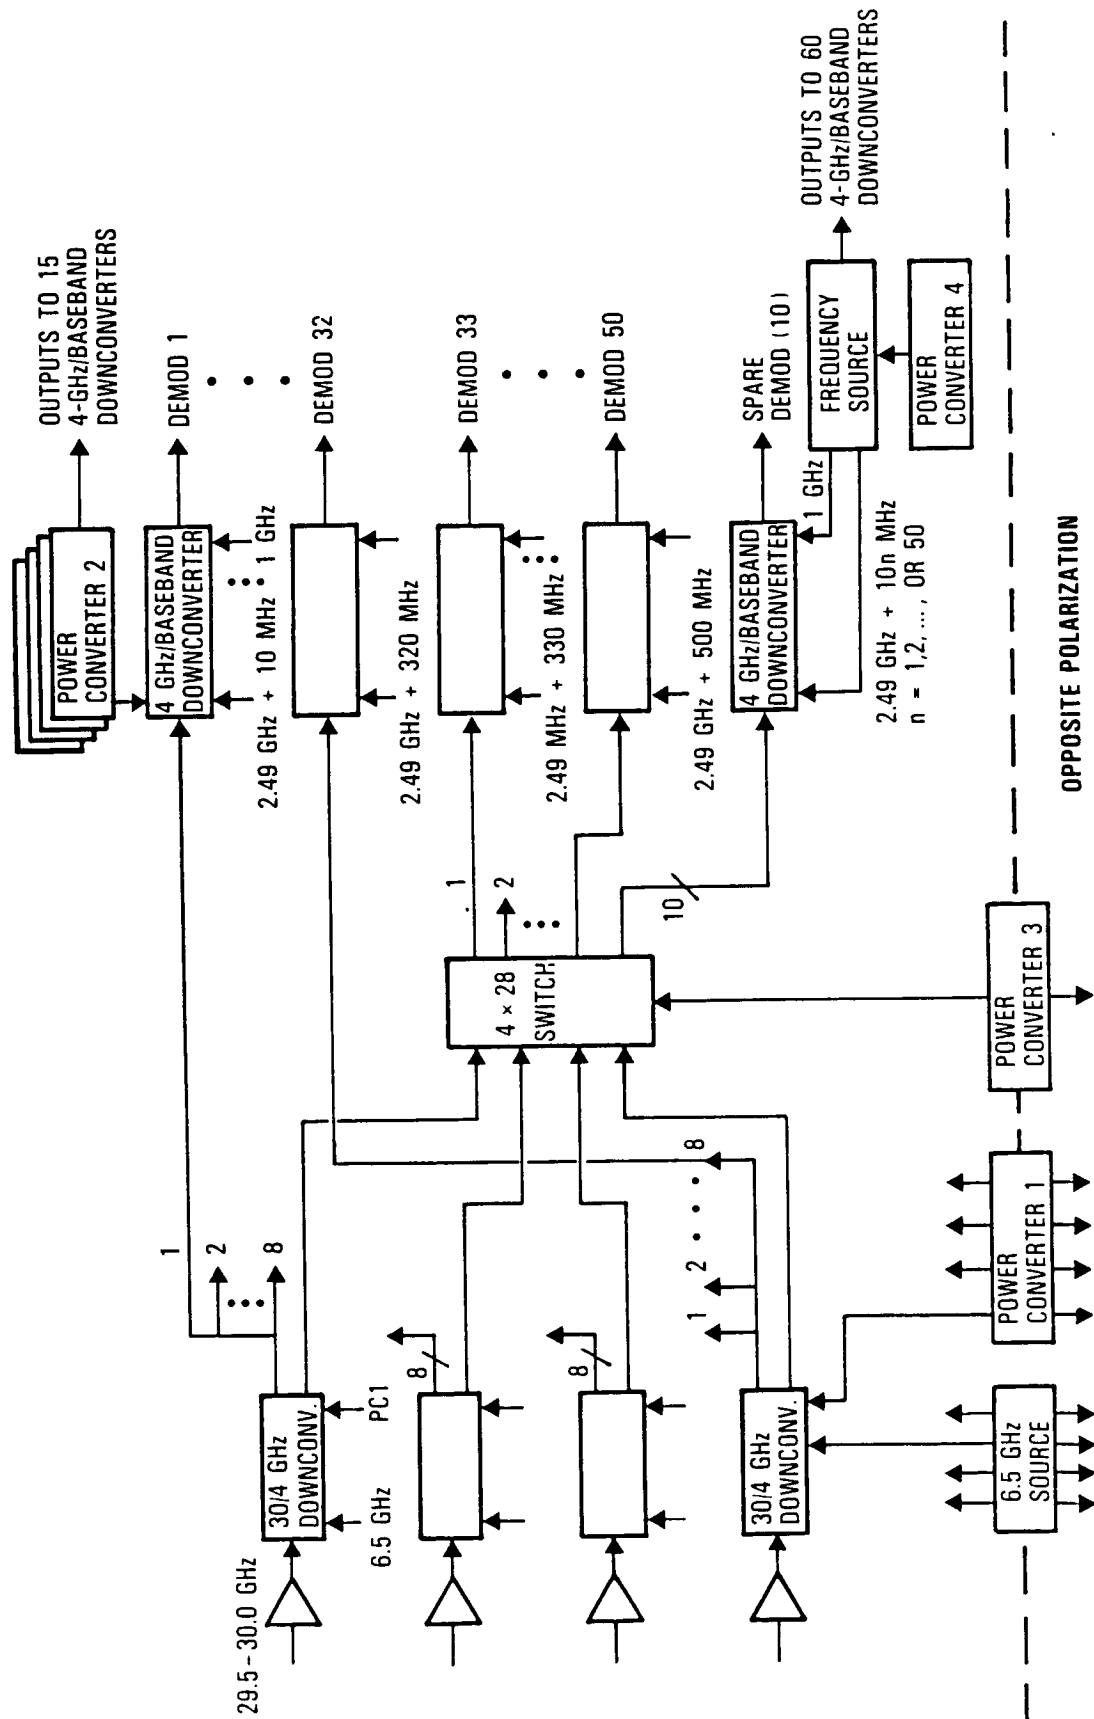 29.5 – 30.0 GHz
30/4 GHz
DOWNCONV.
6.5 GHz
PC1
1
2
8
8
8
30/4 GHz
DOWNCONV.
1
2
8
6.5 GHz
SOURCE
POWER
CONVERTER 1
POWER
CONVERTER 3
4 × 28
SWITCH
1
2
10
POWER
CONVERTER 2
OUTPUTS TO 15
4-GHz/BASEBAND
DOWNCONVERTERS
4 GHz/BASEBAND
DOWNCONVERTER
DEMOD 1
2.49 GHz + 10 MHz
1 GHz
DEMOD 32
2.49 GHz + 320 MHz
DEMOD 33
2.49 MHz + 330 MHz
DEMOD 50
2.49 GHz + 500 MHz
4 GHz/BASEBAND
DOWNCONVERTER
SPARE
DEMOD (10)
1 GHz
2.49 GHz + 10n MHz
n = 1,2, ..., OR 50
FREQUENCY
SOURCE
OUTPUTS TO 60
4-GHz/BASEBAND
DOWNCONVERTERS
POWER
CONVERTER 4
OPPOSITE POLARIZATION